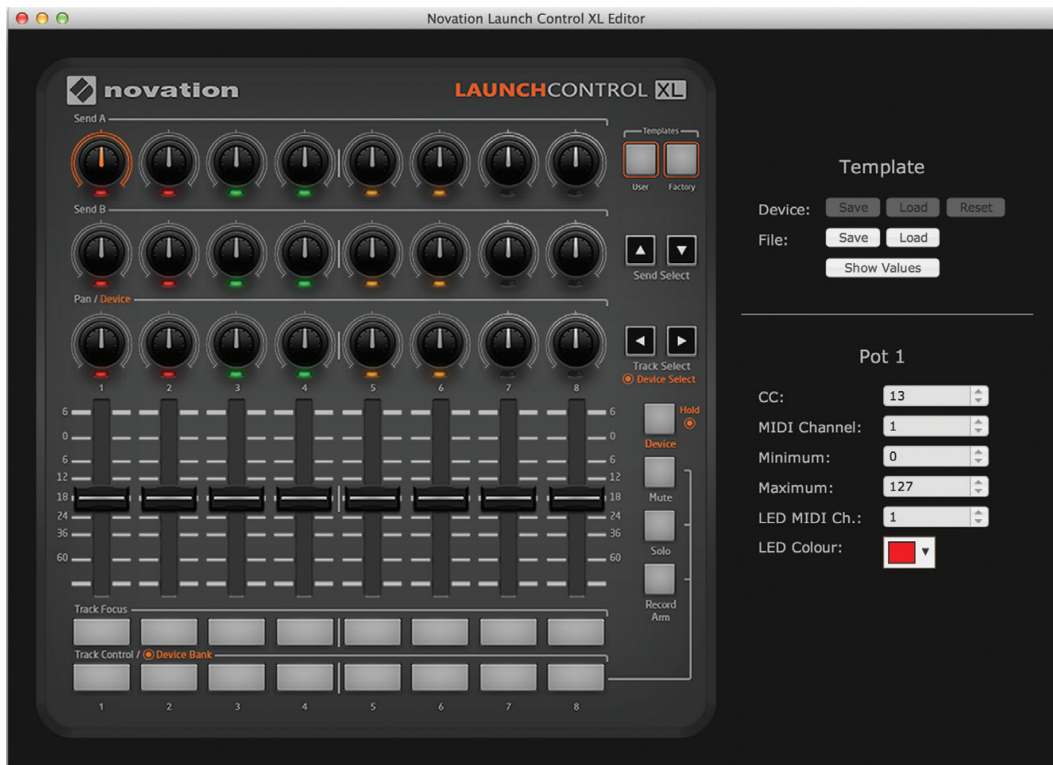 Novation Launch Control XL Editor
novation
LAUNCHCONTROL XL
Send A
Templates
User Factory
Send B
Send Select
Pan / Device
Track Select
Device Select
1 2 3 4 5 6 7 8
6 6
0 0
6 6
12 12
18 18
24 24
36 36
60 60
Hold
Device
Mute
Solo
Record
Arm
Track Focus
Track Control / Device Bank
1 2 3 4 5 6 7 8
Template
Device: Save Load Reset
File: Save Load
Show Values
Pot 1
CC: 13
MIDI Channel: 1
Minimum: 0
Maximum: 127
LED MIDI Ch.: 1
LED Colour: